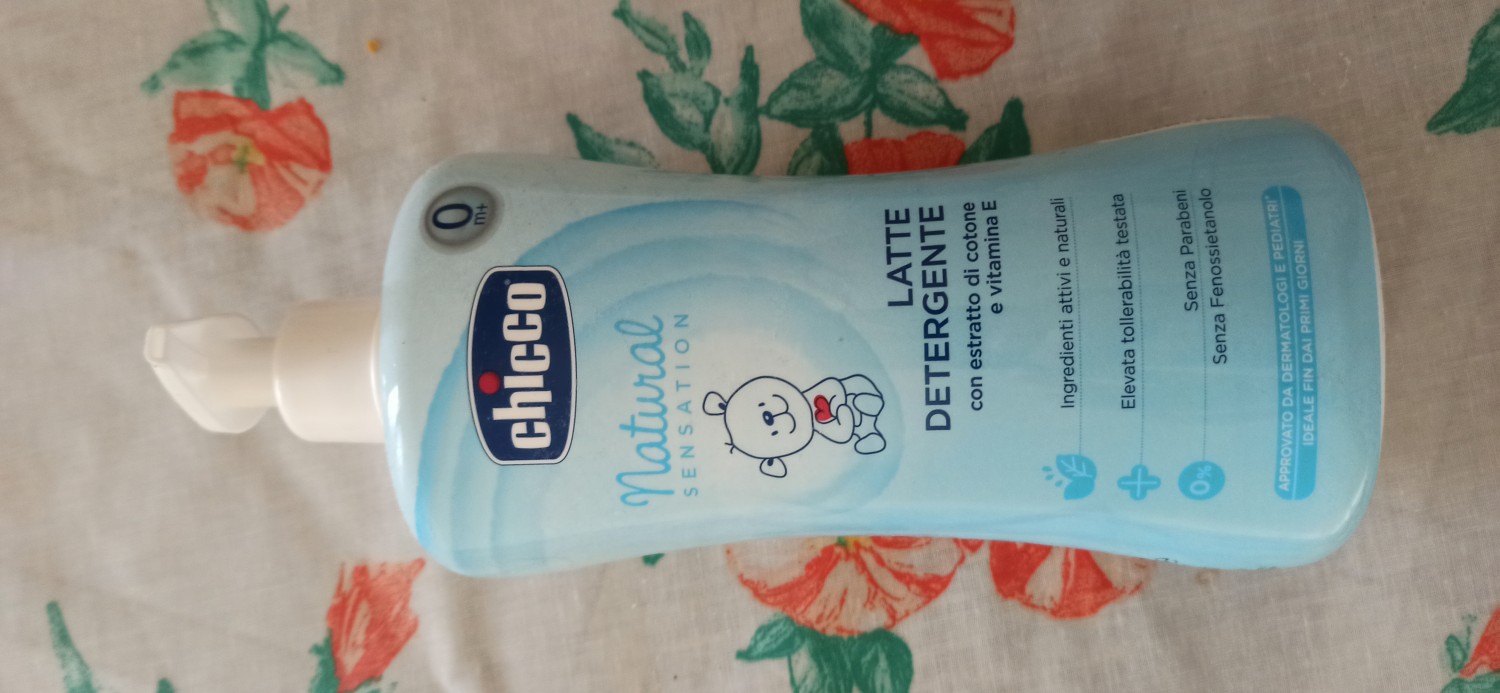 0
m+
chicco
Natural
SENSATION
LATTE
DETERGENTE
con estratto di cotone
e vitamina E
Ingredienti attivi e naturali
Elevata tollerabilità testata
0%
Senza Parabeni
Senza Fenossietanolo
APPROVATO DA DERMATOLOGI E PEDIATRI*
IDEALE FIN DAI PRIMI GIORNI